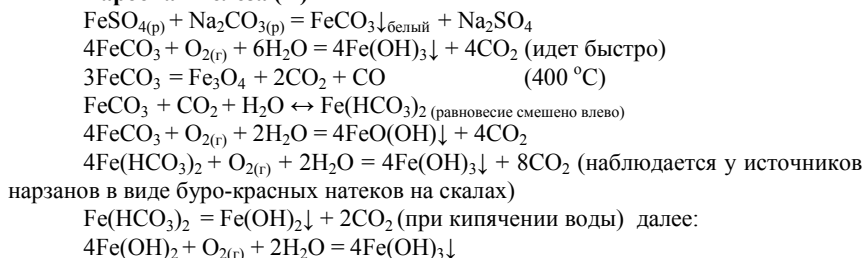 FeSO₄₍ₚ₎ + Na₂CO₃₍ₚ₎ = FeCO₃↓белый + Na₂SO₄
4FeCO₃ + O₂(г) + 6H₂O = 4Fe(OH)₃↓ + 4CO₂ (идет быстро)
3FeCO₃ = Fe₃O₄ + 2CO₂ + CO (400 ᵒC)
FeCO₃ + CO₂ + H₂O ↔ Fe(HCO₃)₂ (равновесие смешено влево)
4FeCO₃ + O₂(г) + 2H₂O = 4FeO(OH)↓ + 4CO₂
4Fe(HCO₃)₂ + O₂(г) + 2H₂O = 4Fe(OH)₃↓ + 8CO₂ (наблюдается у источников
нарзанов в виде буро-красных натеков на скалах)
Fe(HCO₃)₂ = Fe(OH)₂↓ + 2CO₂ (при кипячении воды) далее:
4Fe(OH)₂ + O₂(г) + 2H₂O = 4Fe(OH)₃↓